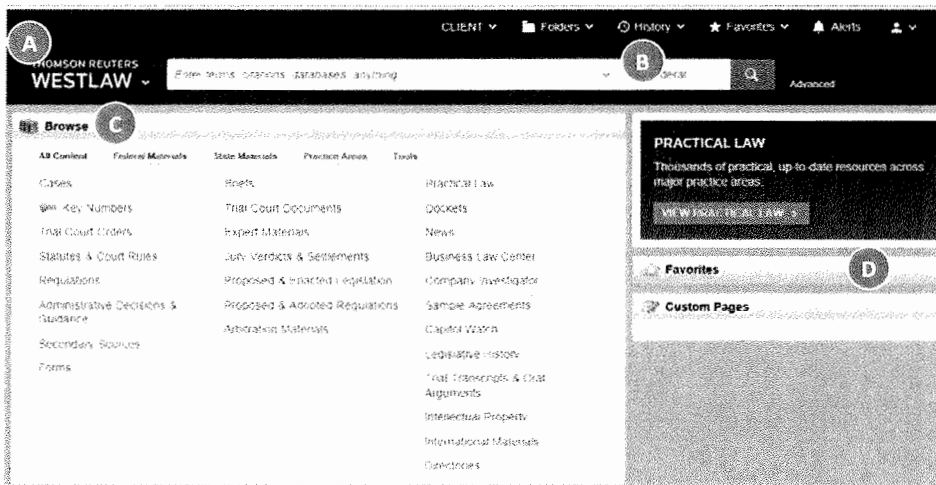 CLIENT Folders History Favorites Alerts
A
B
THOMSON REUTERS
WESTLAW Enter terms, citations, databases, anything Advanced
Browse C
All Content Federal Materials State Materials Practice Areas Tools
Cases Briefs Practical Law
Key Numbers Trial Court Documents Dockets
Trial Court Orders Expert Materials News
Statutes & Court Rules Jury Verdicts & Settlements Business Law Center
Regulations Proposed & Enacted Legislation Company Investigator
Administrative Decisions & Proposed & Adopted Regulations Sample Agreements
Guidance
Arbitration Materials Capitol Watch
Secondary Sources Legislative History
Forms Trial Transcripts & Oral
Arguments
Intellectual Property
International Materials
Directories
PRACTICAL LAW
Thousands of practical, up-to-date resources across
major practice areas.
VIEW PRACTICAL LAW
Favorites D
Custom Pages